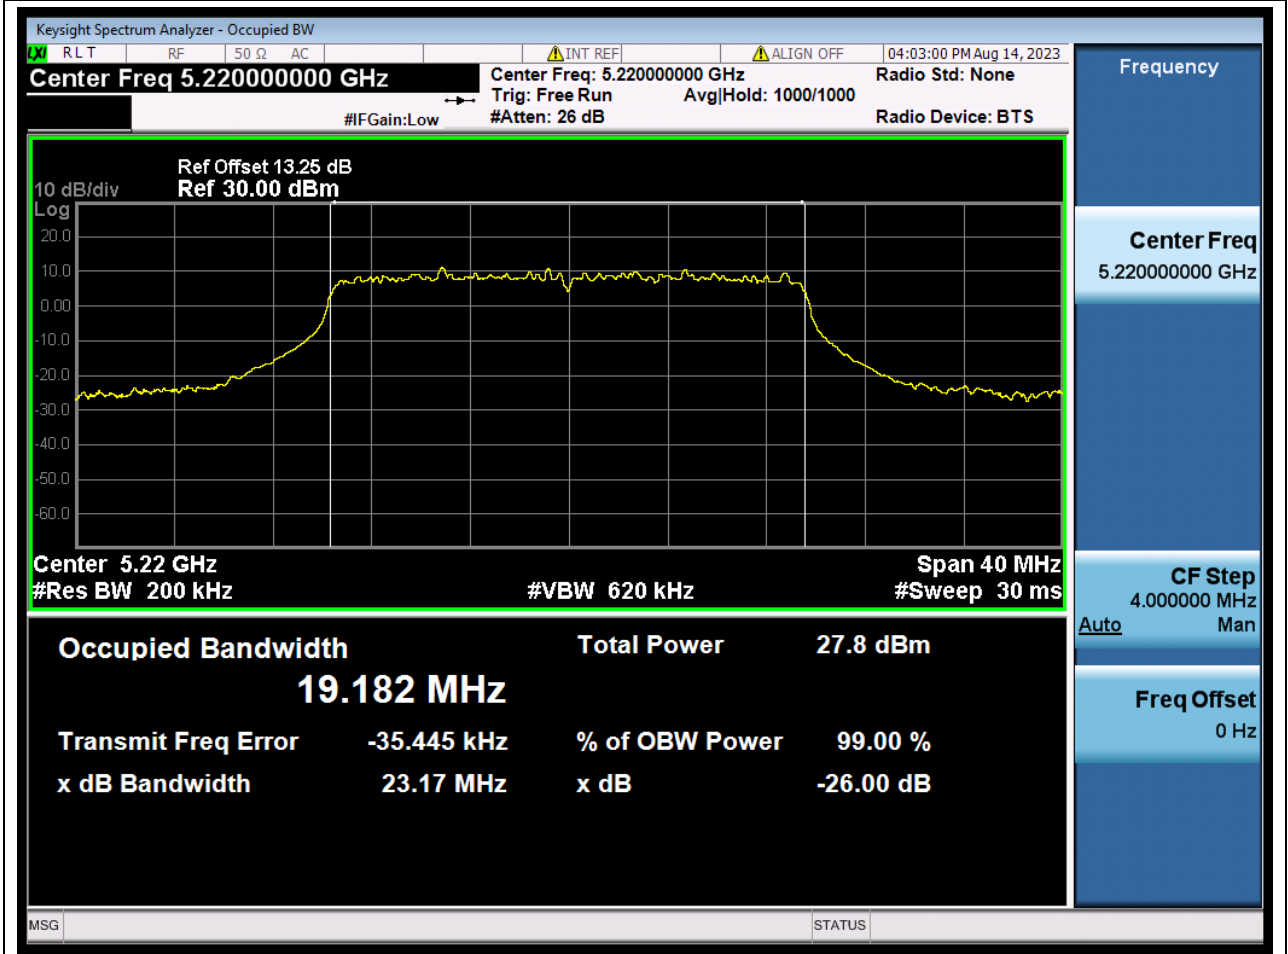 Keysight Spectrum Analyzer - Occupied BW
LXI RLT RF 50 Ω AC INT REF ALIGN OFF 04:03:00 PM Aug 14, 2023
Center Freq 5.220000000 GHz
Center Freq: 5.220000000 GHz Radio Std: None
Trig: Free Run Avg|Hold: 1000/1000
#IFGain:Low #Atten: 26 dB Radio Device: BTS
Ref Offset 13.25 dB
10 dB/div Ref 30.00 dBm
Log
20.0
10.0
0.00
-10.0
-20.0
-30.0
-40.0
-50.0
-60.0
Center 5.22 GHz Span 40 MHz
#Res BW 200 kHz #VBW 620 kHz #Sweep 30 ms
Occupied Bandwidth Total Power 27.8 dBm
19.182 MHz
Transmit Freq Error -35.445 kHz % of OBW Power 99.00 %
x dB Bandwidth 23.17 MHz x dB -26.00 dB
MSG STATUS
Frequency
Center Freq
5.220000000 GHz
CF Step
4.000000 MHz
Auto Man
Freq Offset
0 Hz